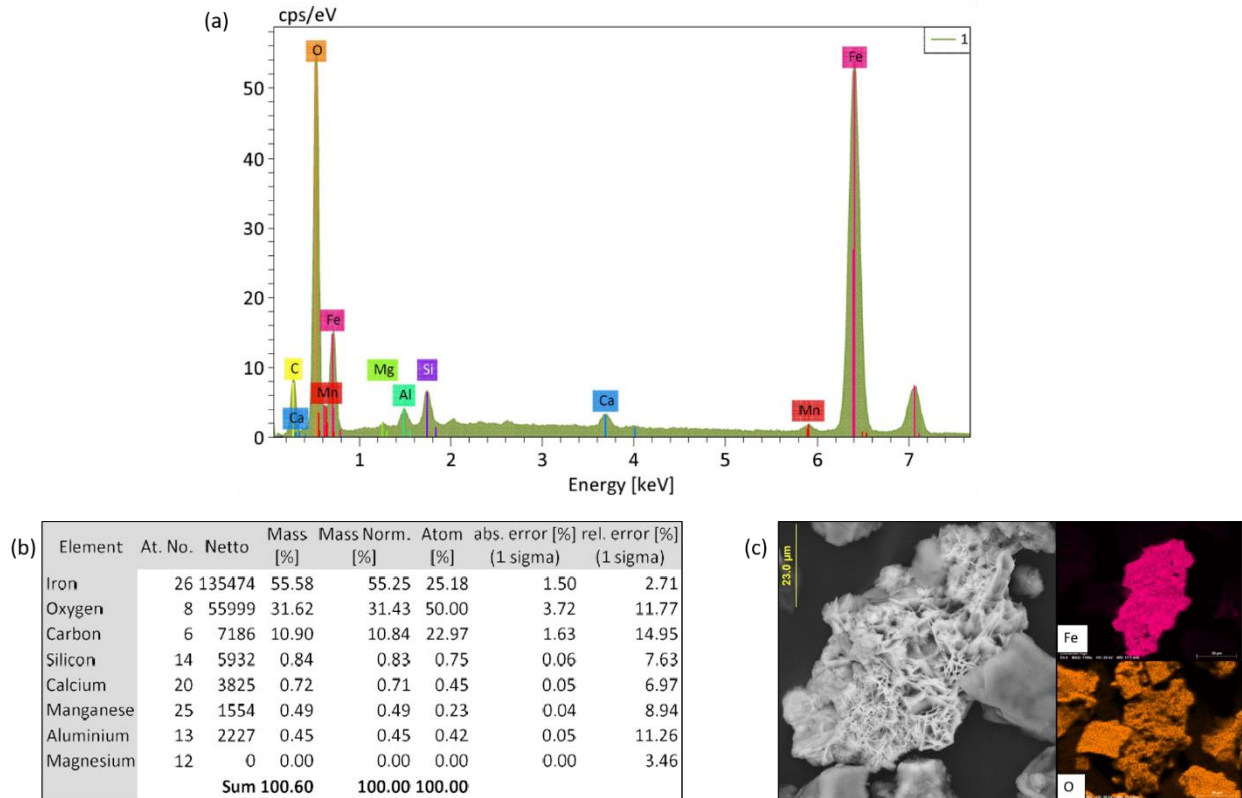 (a)
cps/eV
1
O
Fe
Fe
C
Ca
Mn
Mg
Al
Si
Ca
Mn
50
40
30
20
10
0
1 2 3 4 5 6 7
Energy [keV]
(b)
Element At. No. Netto Mass [%] Mass Norm. [%] Atom [%] abs. error [%] (1 sigma) rel. error [%] (1 sigma)
Iron 26 135474 55.58 55.25 25.18 1.50 2.71
Oxygen 8 55999 31.62 31.43 50.00 3.72 11.77
Carbon 6 7186 10.90 10.84 22.97 1.63 14.95
Silicon 14 5932 0.84 0.83 0.75 0.06 7.63
Calcium 20 3825 0.72 0.71 0.45 0.05 6.97
Manganese 25 1554 0.49 0.49 0.23 0.04 8.94
Aluminium 13 2227 0.45 0.45 0.42 0.05 11.26
Magnesium 12 0 0.00 0.00 0.00 0.00 3.46
Sum 100.60 100.00 100.00
(c)
23.0 µm
Fe
O